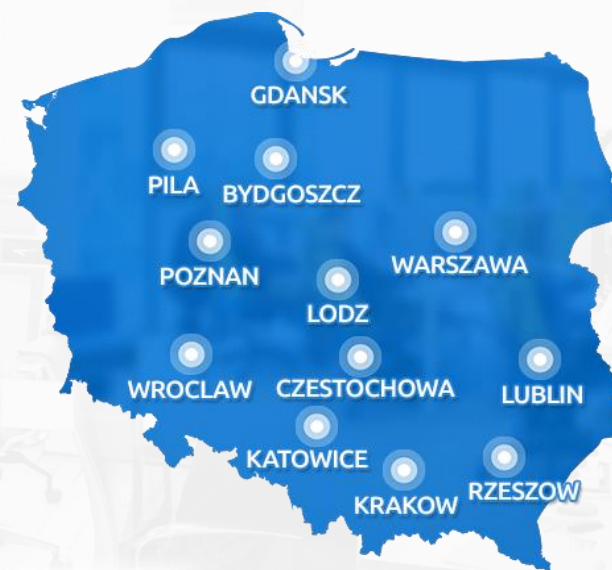 GDANSK
PILA
BYDGOSZCZ
POZNAN
WARSZAWA
LODZ
WROCLAW
CZESTOCHOWA
LUBLIN
KATOWICE
KRAKOW
RZESZOW